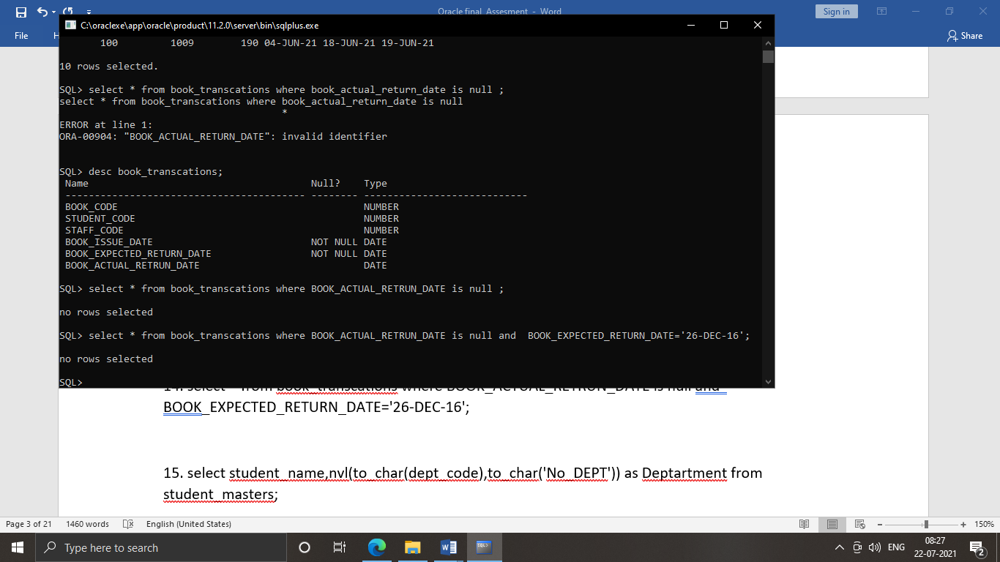 Oracle final Assesment - Word
Sign in
File
Share
C:\oraclexe\app\oracle\product\11.2.0\server\bin\sqlplus.exe
100 1009 190 04-JUN-21 18-JUN-21 19-JUN-21
10 rows selected.
SQL> select * from book_transcations where book_actual_return_date is null ;
select * from book_transcations where book_actual_return_date is null
*
ERROR at line 1:
ORA-00904: "BOOK_ACTUAL_RETURN_DATE": invalid identifier
SQL> desc book_transcations;
Name Null? Type
----------------------------------------- -------- ----------------------------
BOOK_CODE NUMBER
STUDENT_CODE NUMBER
STAFF_CODE NUMBER
BOOK_ISSUE_DATE NOT NULL DATE
BOOK_EXPECTED_RETURN_DATE NOT NULL DATE
BOOK_ACTUAL_RETRUN_DATE DATE
SQL> select * from book_transcations where BOOK_ACTUAL_RETRUN_DATE is null ;
no rows selected
SQL> select * from book_transcations where BOOK_ACTUAL_RETRUN_DATE is null and  BOOK_EXPECTED_RETURN_DATE='26-DEC-16';
no rows selected
SQL>
14. select * from book_transcations where BOOK_ACTUAL_RETRUN_DATE is null and
BOOK_EXPECTED_RETURN_DATE='26-DEC-16';
15. select student_name,nvl(to_char(dept_code),to_char('No_DEPT')) as Deptartment from
student_masters;
Page 3 of 21 1460 words English (United States) 150%
Type here to search
ENG
08:27
22-07-2021
2